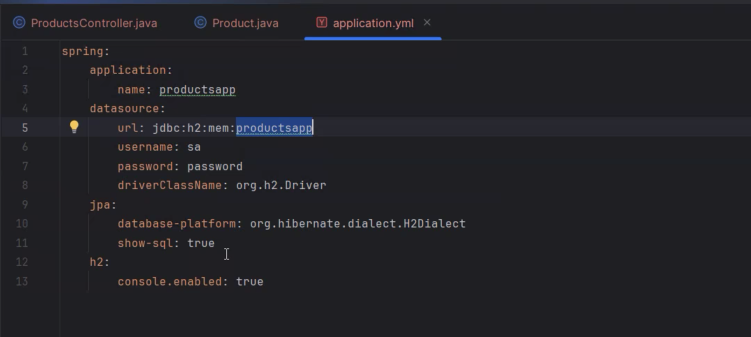 ProductsController.java Product.java application.yml
1 spring:
2 application:
3 name: productsapp
4 datasource:
5 url: jdbc:h2:mem:productsapp
6 username: sa
7 password: password
8 driverClassName: org.h2.Driver
9 jpa:
10 database-platform: org.hibernate.dialect.H2Dialect
11 show-sql: true
12 h2:
13 console.enabled: true